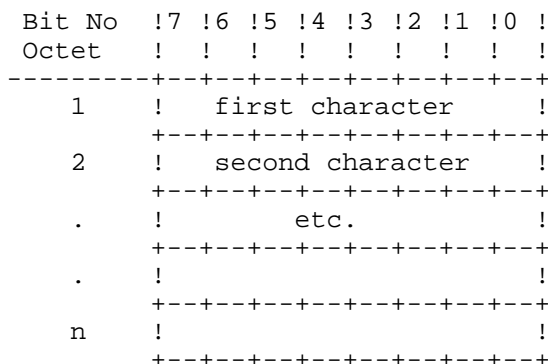 Bit No  !7 !6 !5 !4 !3 !2 !1 !0 !
Octet   !  !  !  !  !  !  !  !  !
---------+--+--+--+--+--+--+--+--+
1    !   first character     !
+--+--+--+--+--+--+--+--+
2    !   second character    !
+--+--+--+--+--+--+--+--+
.    !        etc.           !
+--+--+--+--+--+--+--+--+
.    !                       !
+--+--+--+--+--+--+--+--+
n    !                       !
+--+--+--+--+--+--+--+--+